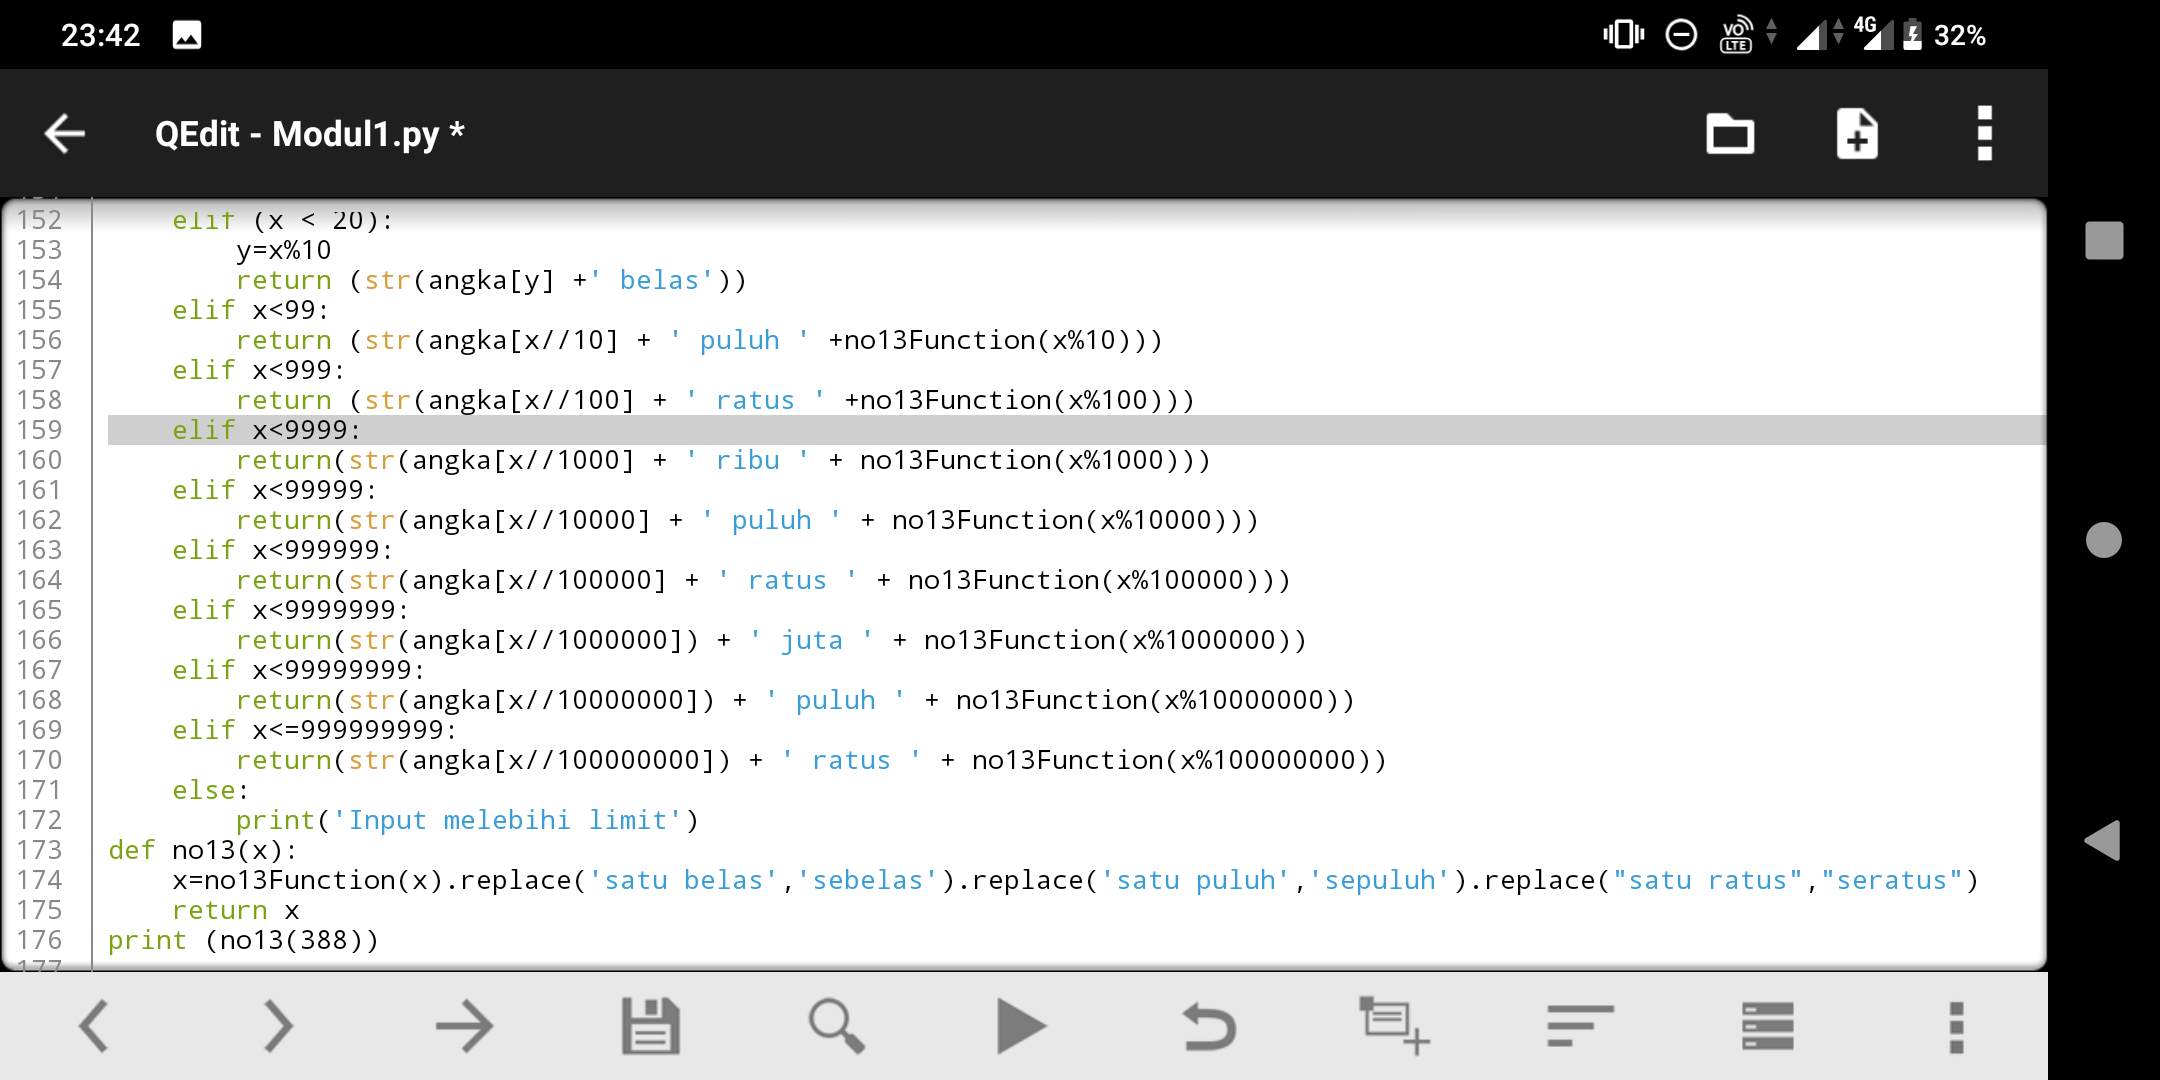 23:42
VO LTE 4G 32%
QEdit - Modul1.py *
152 elif (x < 20):
153 y=x%10
154 return (str(angka[y] +' belas'))
155 elif x<99:
156 return (str(angka[x//10] + ' puluh ' +no13Function(x%10)))
157 elif x<999:
158 return (str(angka[x//100] + ' ratus ' +no13Function(x%100)))
159 elif x<9999:
160 return(str(angka[x//1000] + ' ribu ' + no13Function(x%1000)))
161 elif x<99999:
162 return(str(angka[x//10000] + ' puluh ' + no13Function(x%10000)))
163 elif x<999999:
164 return(str(angka[x//100000] + ' ratus ' + no13Function(x%100000)))
165 elif x<9999999:
166 return(str(angka[x//1000000]) + ' juta ' + no13Function(x%1000000))
167 elif x<99999999:
168 return(str(angka[x//10000000]) + ' puluh ' + no13Function(x%10000000))
169 elif x<=999999999:
170 return(str(angka[x//100000000]) + ' ratus ' + no13Function(x%100000000))
171 else:
172 print('Input melebihi limit')
173 def no13(x):
174 x=no13Function(x).replace('satu belas','sebelas').replace('satu puluh','sepuluh').replace("satu ratus","seratus")
175 return x
176 print (no13(388))
177